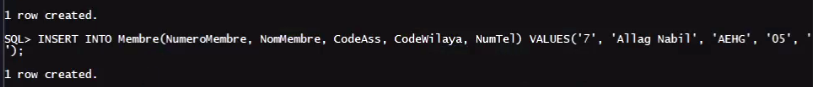 1 row created.
SQL> INSERT INTO Membre(NumeroMembre, NomMembre, CodeAss, CodeWilaya, NumTel) VALUES('7', 'Allag Nabil', 'AEHG', '05', '
');
1 row created.